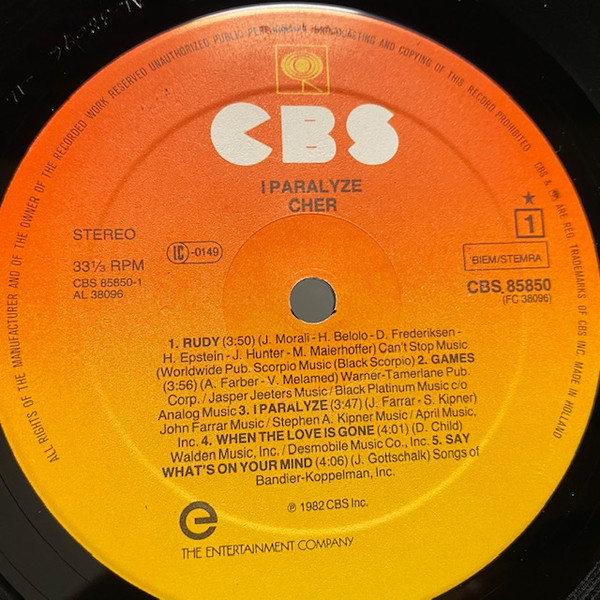 ALL RIGHTS OF THE MANUFACTURER AND OF THE OWNER OF THE RECORDED WORK RESERVED UNAUTHORIZED PUBLIC PERFORMANCE BROADCASTING AND COPYING OF THIS RECORD PROHIBITED
CBS & ARE REG. TRADEMARKS OF CBS INC. MADE IN HOLLAND
CBS
I PARALYZE
CHER
STEREO
33⅓ RPM
CBS 85850-1
AL 38096
LC-0149
★
1
BIEM/STEMRA
CBS 85850
(FC 38096)
1. RUDY (3:50) (J. Morali - H. Belolo - D. Frederiksen -
H. Epstein - J. Hunter - M. Maierhoffer) Can't Stop Music
(Worldwide Pub. Scorpio Music (Black Scorpio) 2. GAMES
(3:56) (A. Farber - V. Melamed) Warner-Tamerlane Pub.
Corp. / Jasper Jeeters Music / Black Platinum Music c/o
Analog Music 3. I PARALYZE (3:47) (J. Farrar - S. Kipner)
John Farrar Music / Stephen A. Kipner Music / April Music,
Inc. 4. WHEN THE LOVE IS GONE (4:01) (D. Child)
Walden Music, Inc. / Desmobile Music Co., Inc. 5. SAY
WHAT'S ON YOUR MIND (4:06) (J. Gottschalk) Songs of
Bandier-Koppelman, Inc.
℗ 1982 CBS Inc.
e
THE ENTERTAINMENT COMPANY